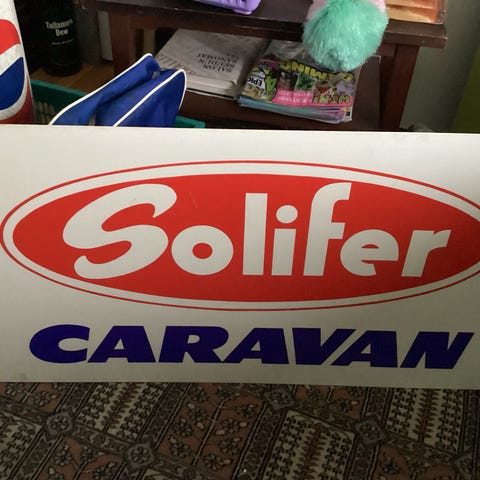 Tullamore
Dew
Solifer
CARAVAN